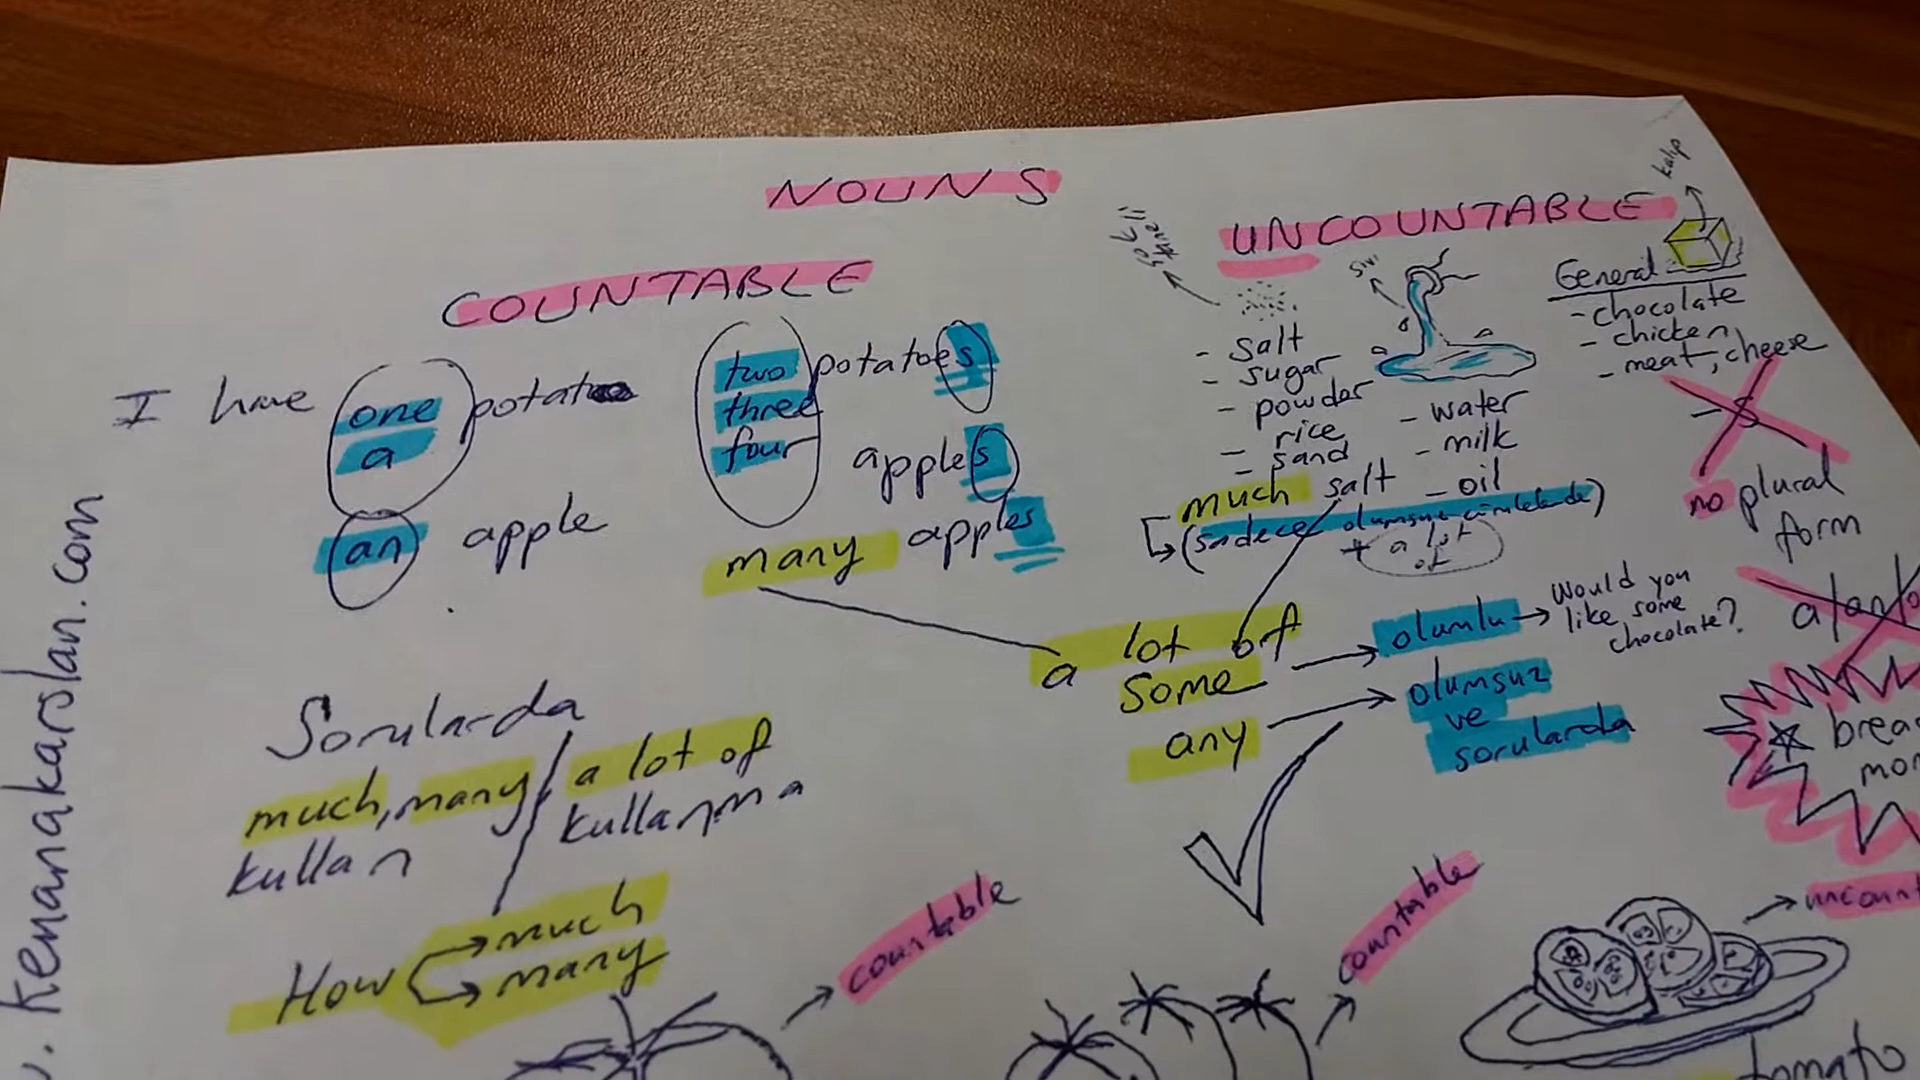 NOUNS
COUNTABLE
I have one potato
a
an apple
two potatoes
three
four apples
many apples
UNCOUNTABLE
çok taneli
- salt
- sugar
- powder
- rice
- sand
much salt
(sadece olumsuz cümlelerde)
+ a lot of
sıvı
- water
- milk
- oil
kalıp
General
- chocolate
- chicken
- meat, cheese
-s
no plural form
a lot of
some → olumlu → Would you like some chocolate?
any → olumsuz ve sorularda
Sorularda
much, many kullan / a lot of kullanma
How → much
→ many
countable
countable
uncount
tomato
kenanakarslan.com